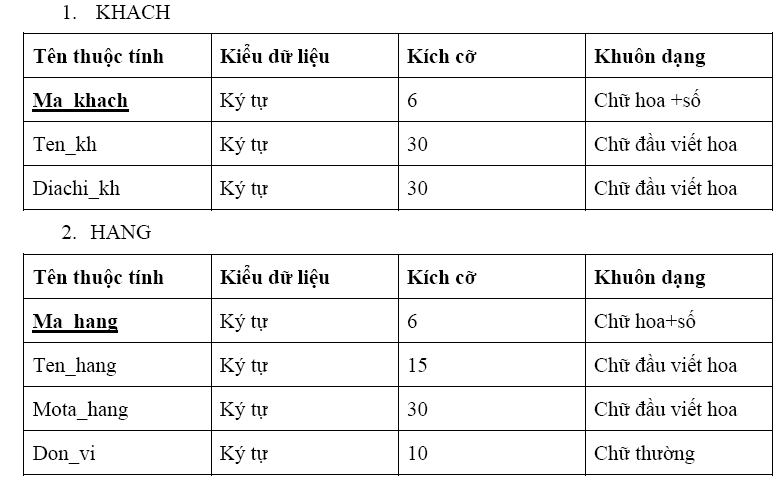 1. KHACH
Tên thuộc tính Kiểu dữ liệu Kích cỡ Khuôn dạng
Ma_khach Ký tự 6 Chữ hoa +số
Ten_kh Ký tự 30 Chữ đầu viết hoa
Diachi_kh Ký tự 30 Chữ đầu viết hoa
2. HANG
Tên thuộc tính Kiểu dữ liệu Kích cỡ Khuôn dạng
Ma_hang Ký tự 6 Chữ hoa+số
Ten_hang Ký tự 15 Chữ đầu viết hoa
Mota_hang Ký tự 30 Chữ đầu viết hoa
Don_vi Ký tự 10 Chữ thường